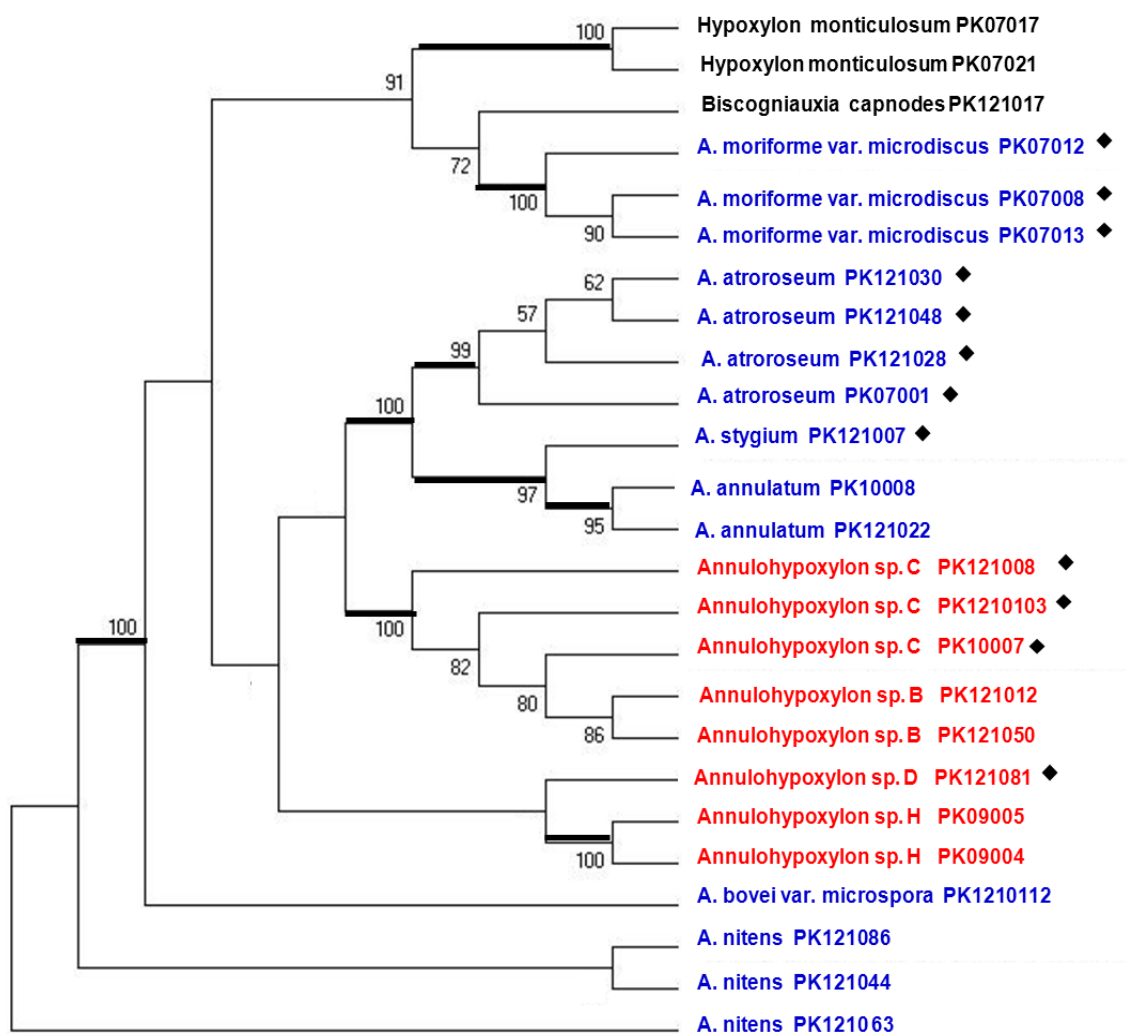 Hypoxylon monticulosum PK07017
100
Hypoxylon monticulosum PK07021
91
Biscogniauxia capnodes PK121017
A. moriforme var. microdiscus PK07012 ◆
72
100
A. moriforme var. microdiscus PK07008 ◆
90
A. moriforme var. microdiscus PK07013 ◆
62
A. atroroseum PK121030 ◆
57
A. atroroseum PK121048 ◆
99
A. atroroseum PK121028 ◆
100
A. atroroseum PK07001 ◆
A. stygium PK121007 ◆
97
A. annulatum PK10008
95
A. annulatum PK121022
Annulohypoxylon sp. C PK121008 ◆
100
Annulohypoxylon sp. C PK1210103 ◆
100
82
Annulohypoxylon sp. C PK10007 ◆
80
Annulohypoxylon sp. B PK121012
86
Annulohypoxylon sp. B PK121050
Annulohypoxylon sp. D PK121081 ◆
Annulohypoxylon sp. H PK09005
100
Annulohypoxylon sp. H PK09004
A. bovei var. microspora PK1210112
A. nitens PK121086
A. nitens PK121044
A. nitens PK121063